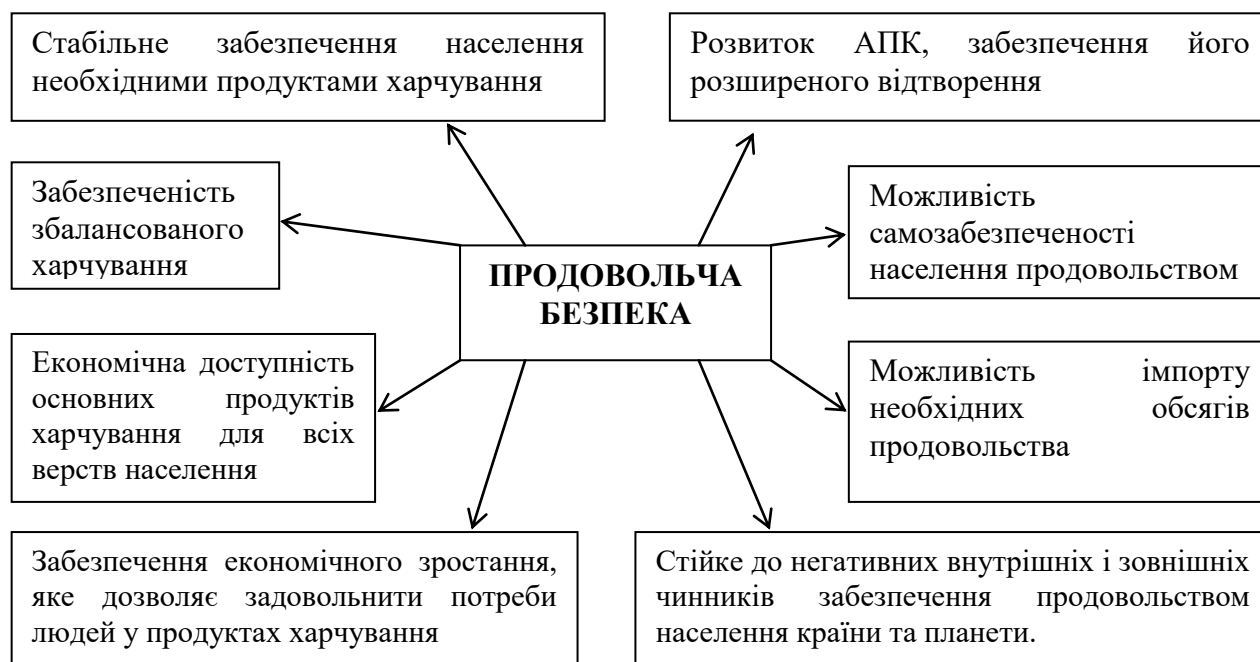 Стабільне забезпечення населення
необхідними продуктами харчування
Розвиток АПК, забезпечення його
розширеного відтворення
Забезпеченість
збалансованого
харчування
Можливість
самозабезпеченості
населення продовольством
ПРОДОВОЛЬЧА
БЕЗПЕКА
Економічна доступність
основних продуктів
харчування для всіх
верств населення
Можливість імпорту
необхідних обсягів
продовольства
Забезпечення економічного зростання,
яке дозволяє задовольнити потреби
людей у продуктах харчування
Стійке до негативних внутрішніх і зовнішніх
чинників забезпечення продовольством
населення країни та планети.